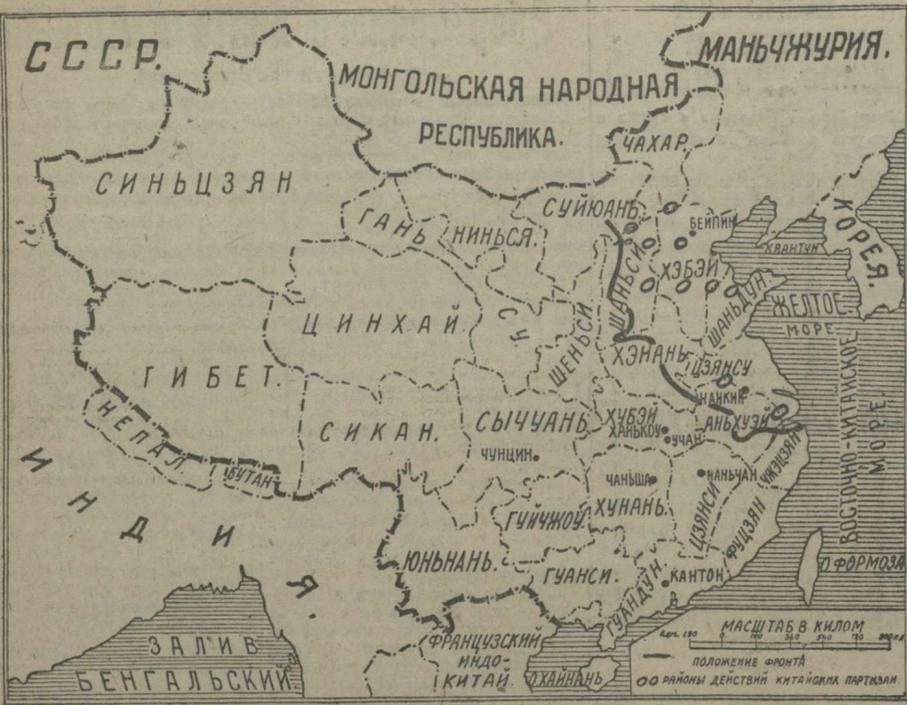 СССР.
МАНЬЧЖУРИЯ.
МОНГОЛЬСКАЯ НАРОДНАЯ
РЕСПУБЛИКА.
ЧАХАР.
СИНЬЦЗЯН
ГАНЬ
НИНЬСЯ.
СУЙЮАНЬ
БЕЙПИН
КОРЕЯ.
КВАНТУН
ШАНЬСИ
ХЭБЭЙ
ШАНЬДУН.
ЖЕЛТОЕ
МОРЕ.
ЦИНХАЙ
СУ
ШЕНЬСИ
ХЭНАНЬ
ЦЗЯНСУ
ТИБЕТ.
НАНКИН
НЕПАЛ.
БУТАН
СИКАН.
СЫЧУАНЬ
ЧУНЦИН
ХУБЭЙ
ХАНЬКОУ
УЧАН
АНЬХУЭЙ
ЧЖЭЦЗЯН
ВОСТОЧНО-КИТАЙСКОЕ
МОРЕ.
ИНДИЯ.
ЧАНЬША
ХУНАНЬ.
НАНЬЧАН
ЦЗЯНСИ
ФУЦЗЯН
ГУЙЧЖОУ.
ЮНЬНАНЬ.
ГУАНСИ.
ГУАНДУН.
КАНТОН
О.ФОРМОЗА
ЗАЛИВ
БЕНГАЛЬСКИЙ.
ФРАНЦУЗСКИЙ
ИНДО-
КИТАЙ.
О.ХАЙНАНЬ
МАСШТАБ В КИЛОМ
ПОЛОЖЕНИЕ ФРОНТА
РАЙОНЫ ДЕЙСТВИЙ КИТАЙСКИХ ПАРТИЗАН